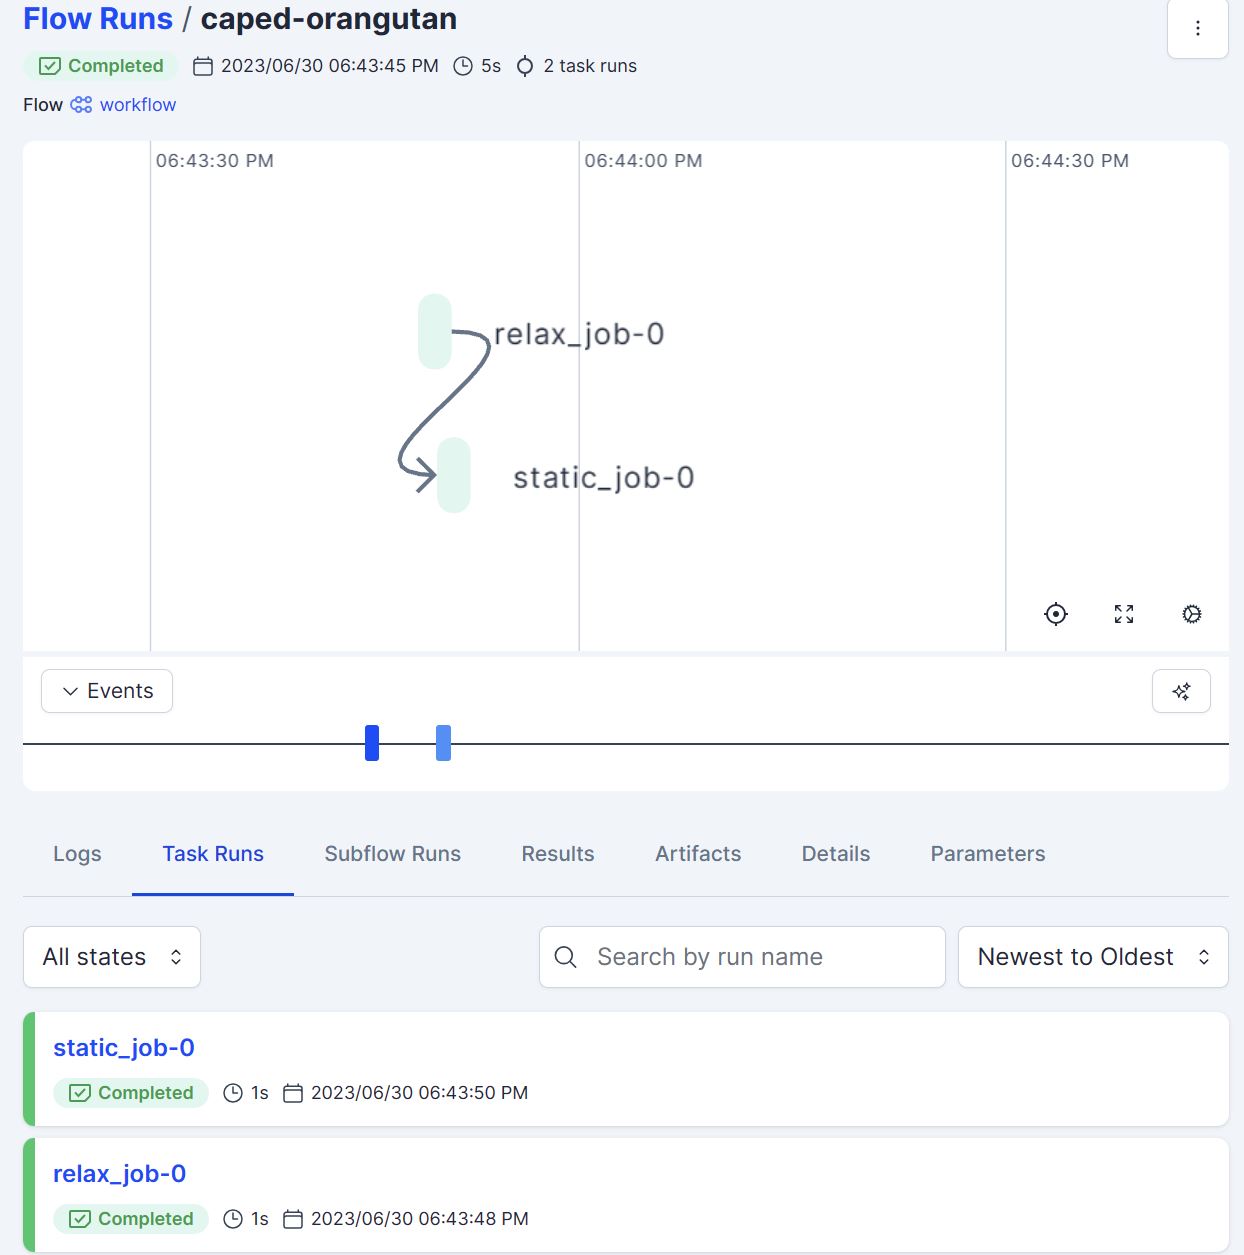 Flow Runs / caped-orangutan
Completed 2023/06/30 06:43:45 PM 5s 2 task runs
Flow workflow
06:43:30 PM 06:44:00 PM 06:44:30 PM
relax_job-0
static_job-0
Events
Logs Task Runs Subflow Runs Results Artifacts Details Parameters
All states Search by run name Newest to Oldest
static_job-0
Completed 1s 2023/06/30 06:43:50 PM
relax_job-0
Completed 1s 2023/06/30 06:43:48 PM